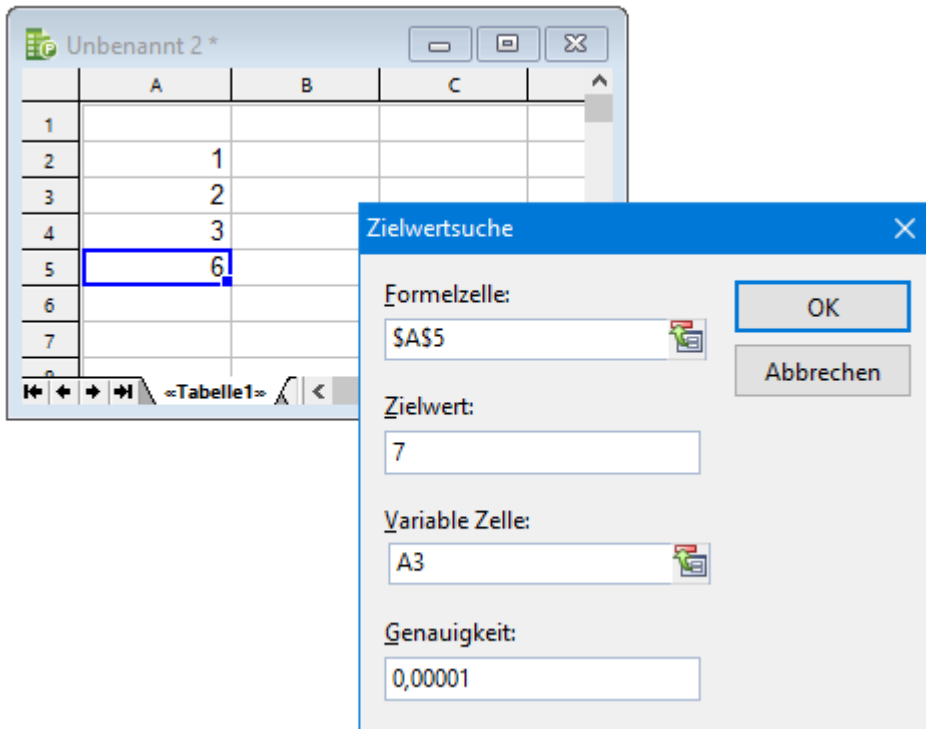 Unbenannt 2 *
A B C
1
2 1
3 2
4 3
5 6
6
7
«Tabelle1»
Zielwertsuche
Formelzelle:
$A$5
OK
Abbrechen
Zielwert:
7
Variable Zelle:
A3
Genauigkeit:
0,00001